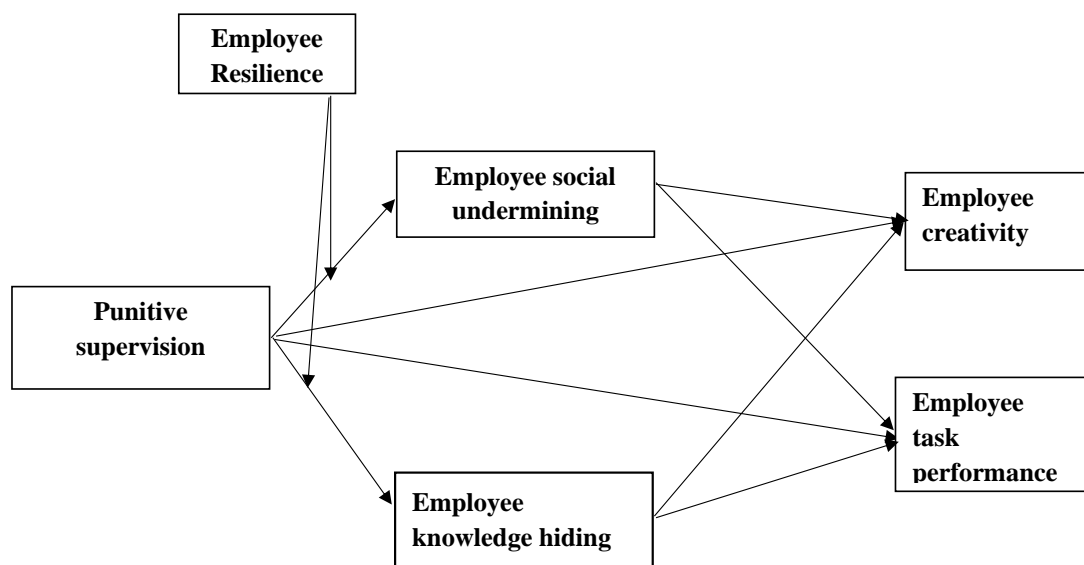 Employee
Resilience
Employee social
undermining
Employee
creativity
Punitive
supervision
Employee
task
performance
Employee
knowledge hiding